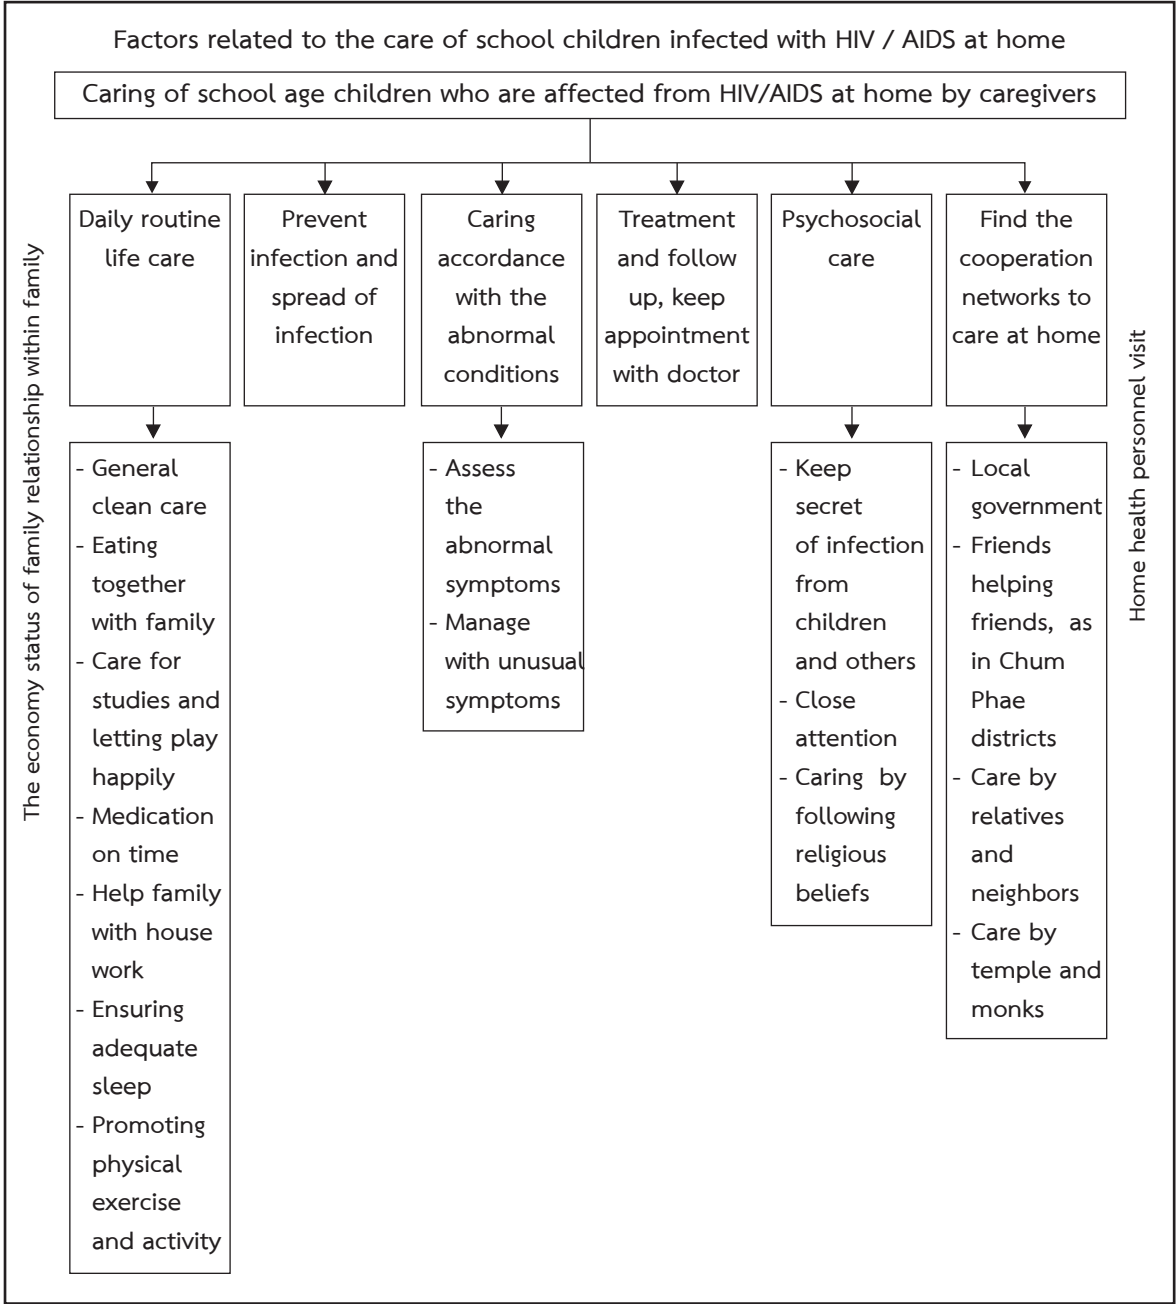 Factors related to the care of school children infected with HIV / AIDS at home
Caring of school age children who are affected from HIV/AIDS at home by caregivers
The economy status of family relationship within family
Daily routine
life care
Prevent
infection and
spread of
infection
Caring
accordance
with the
abnormal
conditions
Treatment
and follow
up, keep
appointment
with doctor
Psychosocial
care
Find the
cooperation
networks to
care at home
- General
clean care
- Eating
together
with family
- Care for
studies and
letting play
happily
- Medication
on time
- Help family
with house
work
- Ensuring
adequate
sleep
- Promoting
physical
exercise
and activity
- Assess
the
abnormal
symptoms
- Manage
with unusual
symptoms
- Keep
secret
of infection
from
children
and others
- Close
attention
- Caring by
following
religious
beliefs
- Local
government
- Friends
helping
friends, as
in Chum
Phae
districts
- Care by
relatives
and
neighbors
- Care by
temple and
monks
Home health personnel visit